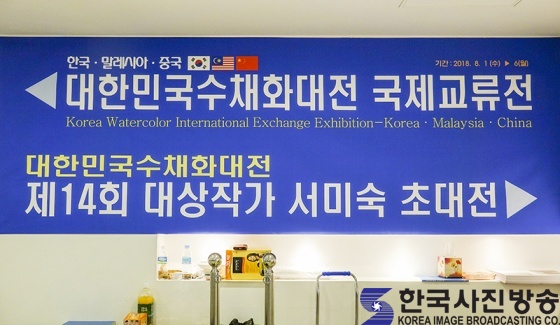 한국 · 말레시아 · 중국
기간 : 2018. 8. 1 (수) ▶ 6(월)
대한민국수채화대전 국제교류전
Korea Watercolor International Exchange Exhibition-Korea · Malaysia · China
대한민국수채화대전
제14회 대상작가 서미숙 초대전
한국사진방송
KOREA IMAGE BROADCASTING CO